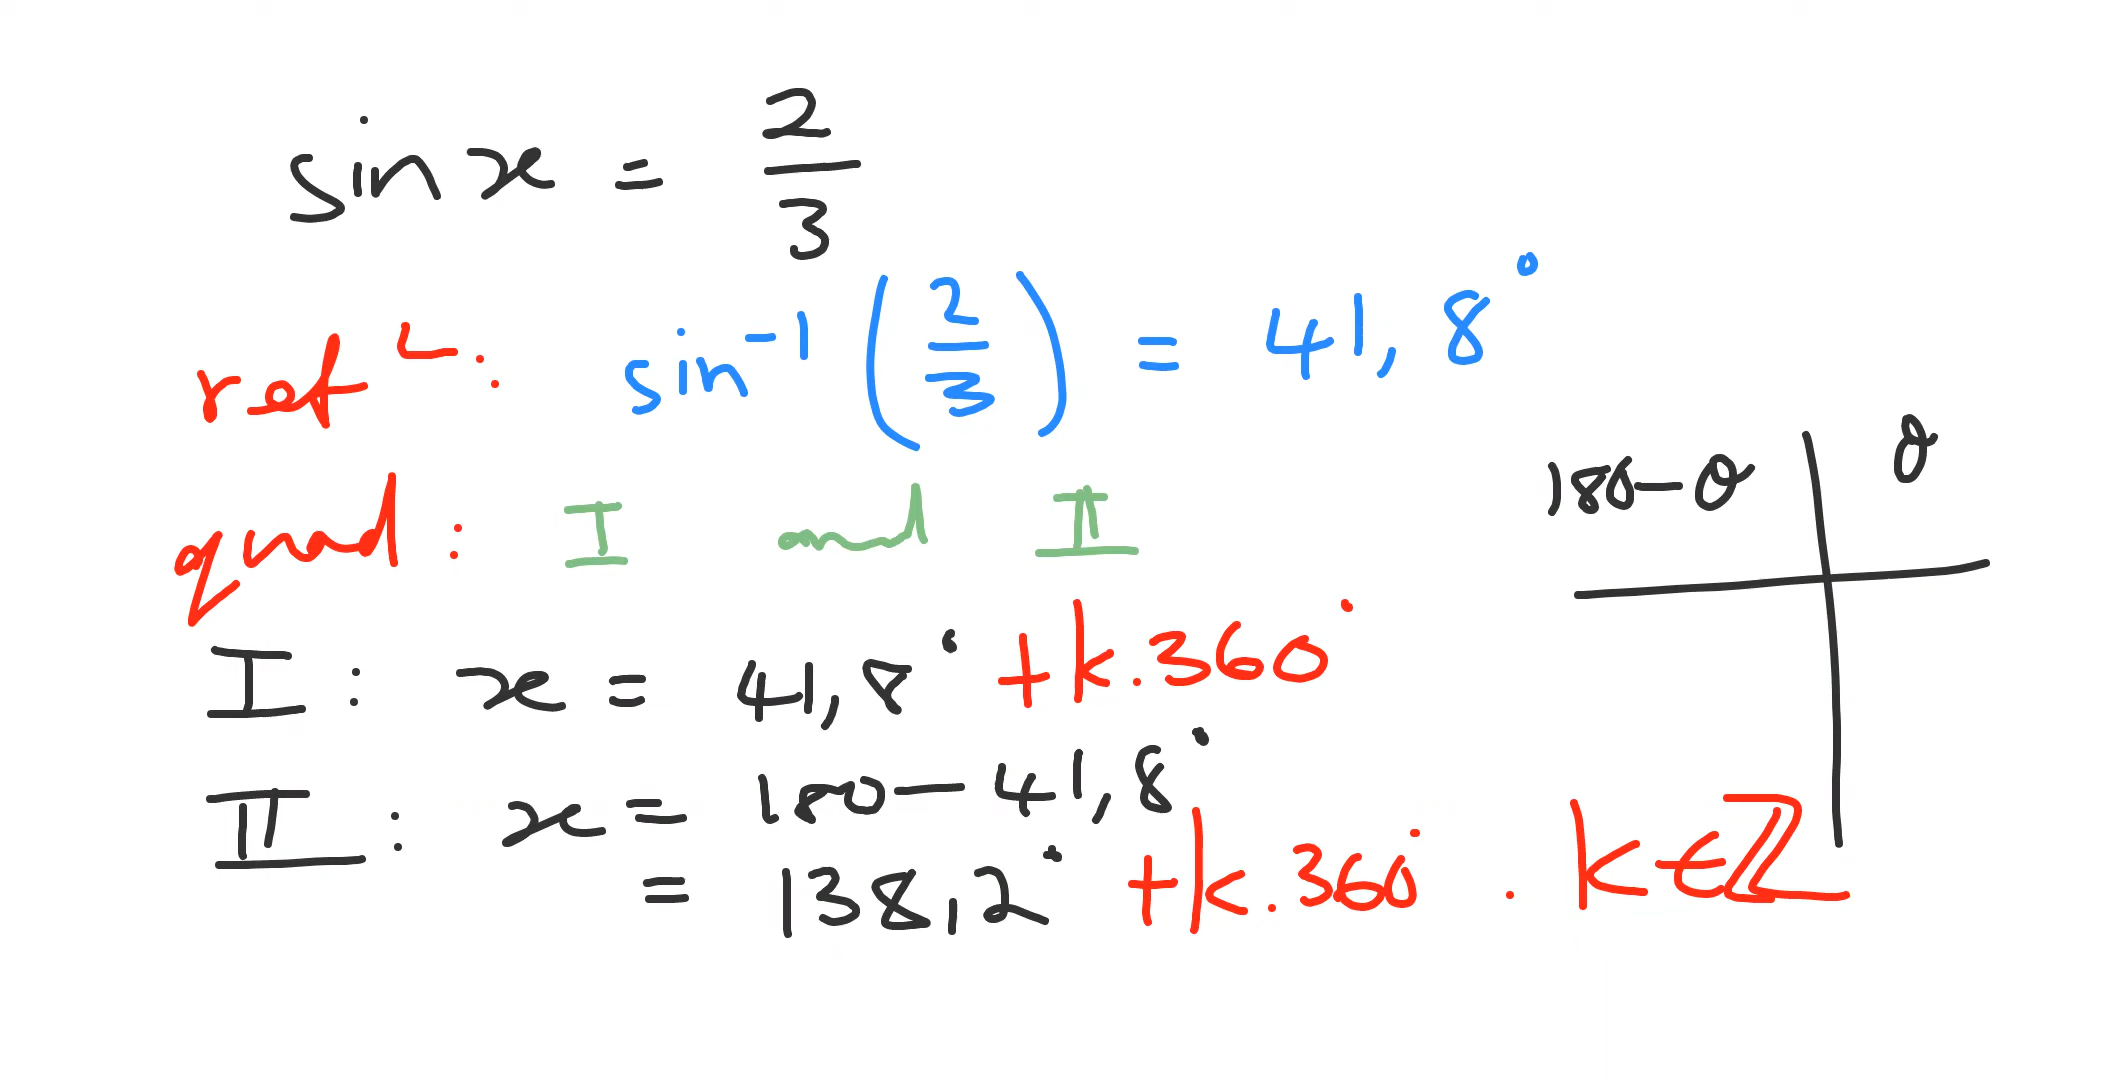 sin x = 2/3
ref ∠: sin⁻¹(2/3) = 41,8°
180-θ | θ
quad: I and II
I: x = 41,8° + k.360°
II: x = 180 - 41,8°
= 138,2° + k.360° . k∈ℤ